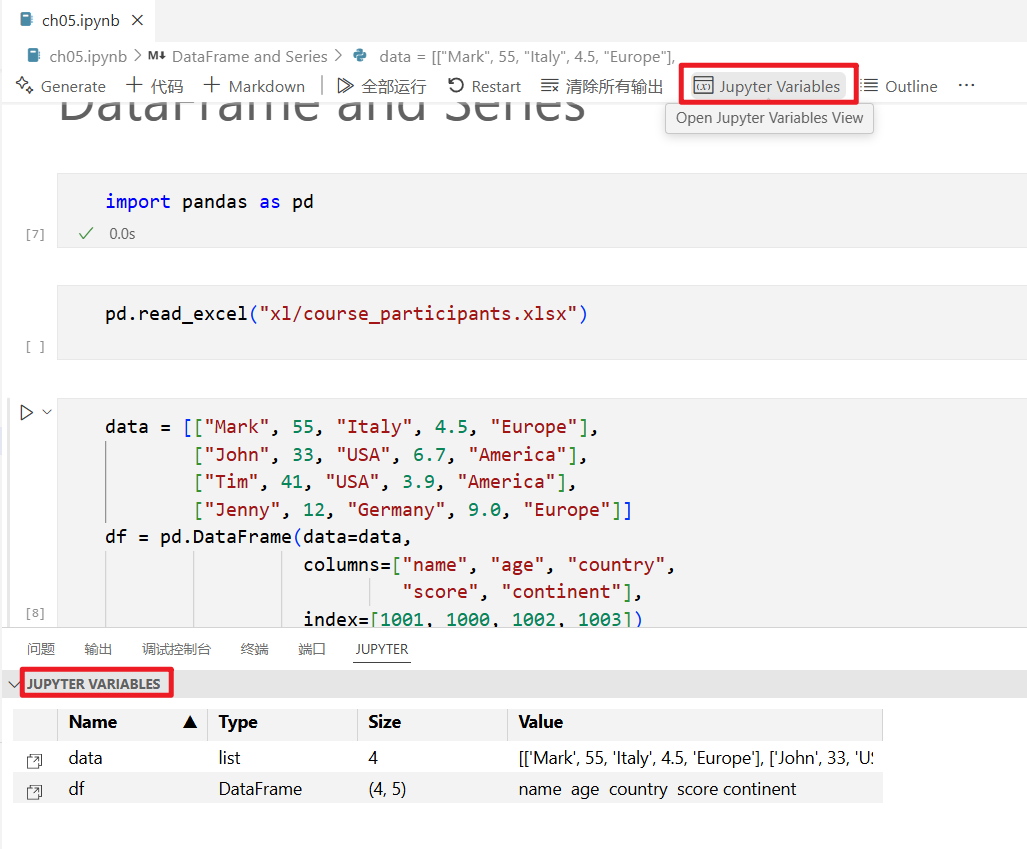 ch05.ipynb
ch05.ipynb > M↓ DataFrame and Series > data = [["Mark", 55, "Italy", 4.5, "Europe"],
Generate + 代码 + Markdown | 全部运行 Restart 清除所有输出 Jupyter Variables Outline ...
Open Jupyter Variables View
DataFrame and Series
import pandas as pd
[7] 0.0s
pd.read_excel("xl/course_participants.xlsx")
[ ]
data = [["Mark", 55, "Italy", 4.5, "Europe"],
["John", 33, "USA", 6.7, "America"],
["Tim", 41, "USA", 3.9, "America"],
["Jenny", 12, "Germany", 9.0, "Europe"]]
df = pd.DataFrame(data=data,
columns=["name", "age", "country",
"score", "continent"],
[8] index=[1001, 1000, 1002, 1003])
问题 输出 调试控制台 终端 端口 JUPYTER
JUPYTER VARIABLES
Name ▲ Type Size Value
data list 4 [['Mark', 55, 'Italy', 4.5, 'Europe'], ['John', 33, 'US
df DataFrame (4, 5) name age country score continent